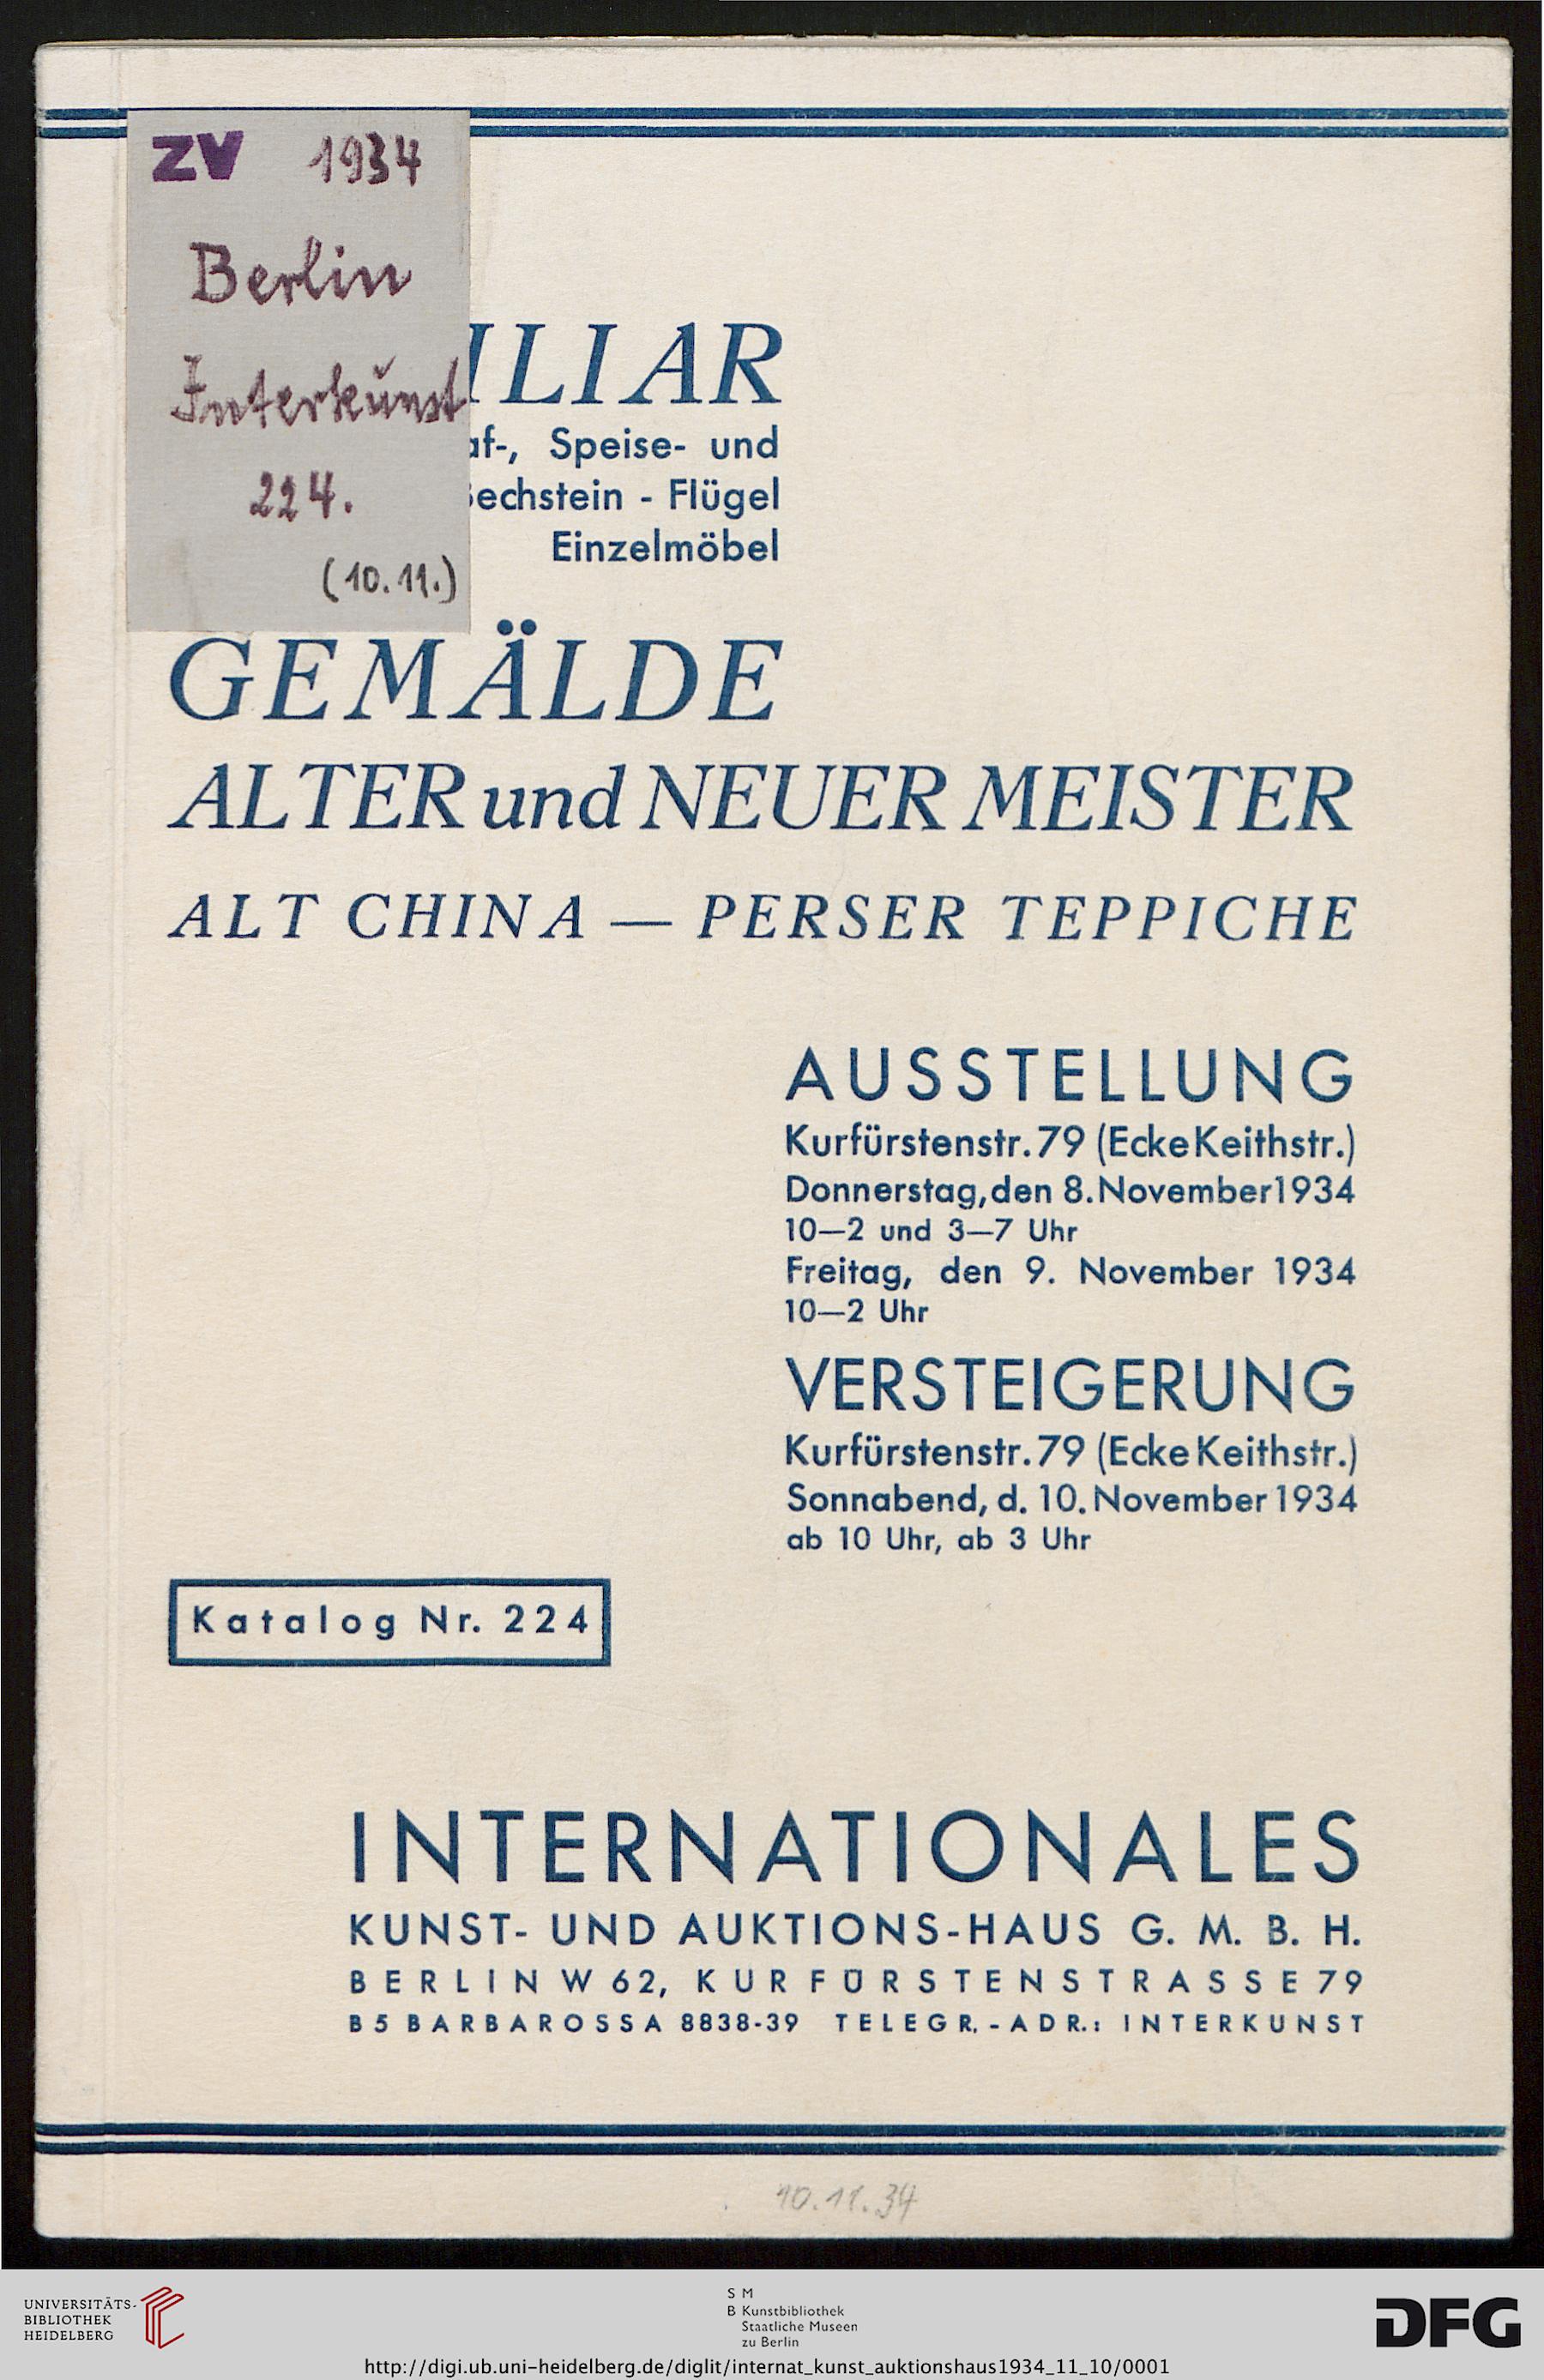 ZV 1934
Berlin
Interkunst
224.
(10.11.)
ILIAR
af-, Speise- und
echstein - Flügel
Einzelmöbel
GEMÄLDE
ALTER und NEUER MEISTER
ALT CHINA — PERSER TEPPICHE
AUSSTELLUNG
Kurfürstenstr. 79 (Ecke Keithstr.)
Donnerstag, den 8. November 1934
10—2 und 3—7 Uhr
Freitag, den 9. November 1934
10—2 Uhr
VERSTEIGERUNG
Kurfürstenstr. 79 (Ecke Keithstr.)
Sonnabend, d. 10. November 1934
ab 10 Uhr, ab 3 Uhr
Katalog Nr. 224
INTERNATIONALES
KUNST- UND AUKTIONS-HAUS G. M. B. H.
BERLIN W 62, KURFÜRSTENSTRASSE 79
B 5 BARBAROSSA 8838-39 TELEGR.-ADR.: INTERKUNST
10.11.34
UNIVERSITÄTS-
BIBLIOTHEK
HEIDELBERG
S M
B Kunstbibliothek
Staatliche Museen
zu Berlin
DFG
http://digi.ub.uni-heidelberg.de/diglit/internat_kunst_auktionshaus1934_11_10/0001